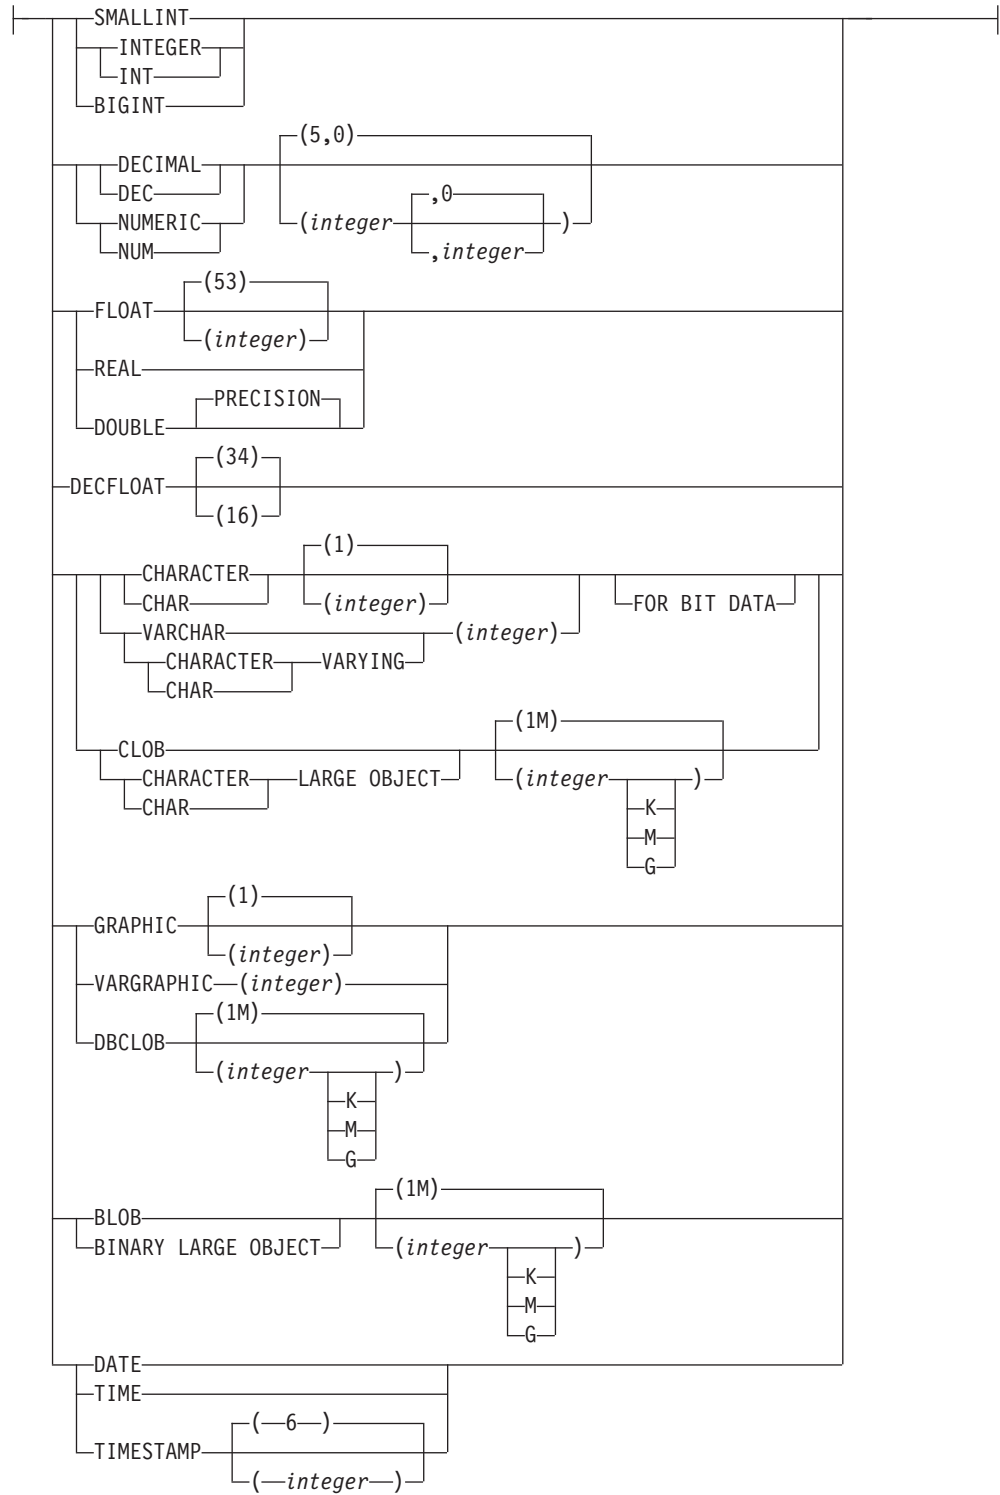 SMALLINT
INTEGER
INT
BIGINT
(5,0)
DECIMAL
DEC
,0
NUMERIC
(integer )
NUM
,integer
(53)
FLOAT
(integer)
REAL
PRECISION
DOUBLE
(34)
DECFLOAT
(16)
(1)
CHARACTER
CHAR
(integer)
FOR BIT DATA
VARCHAR
(integer)
CHARACTER
VARYING
CHAR
(1M)
CLOB
CHARACTER
LARGE OBJECT
(integer )
CHAR
K
M
G
(1)
GRAPHIC
(integer)
VARGRAPHIC (integer)
(1M)
DBCLOB
(integer )
K
M
G
(1M)
BLOB
BINARY LARGE OBJECT
(integer )
K
M
G
DATE
TIME
( 6 )
TIMESTAMP
( integer )